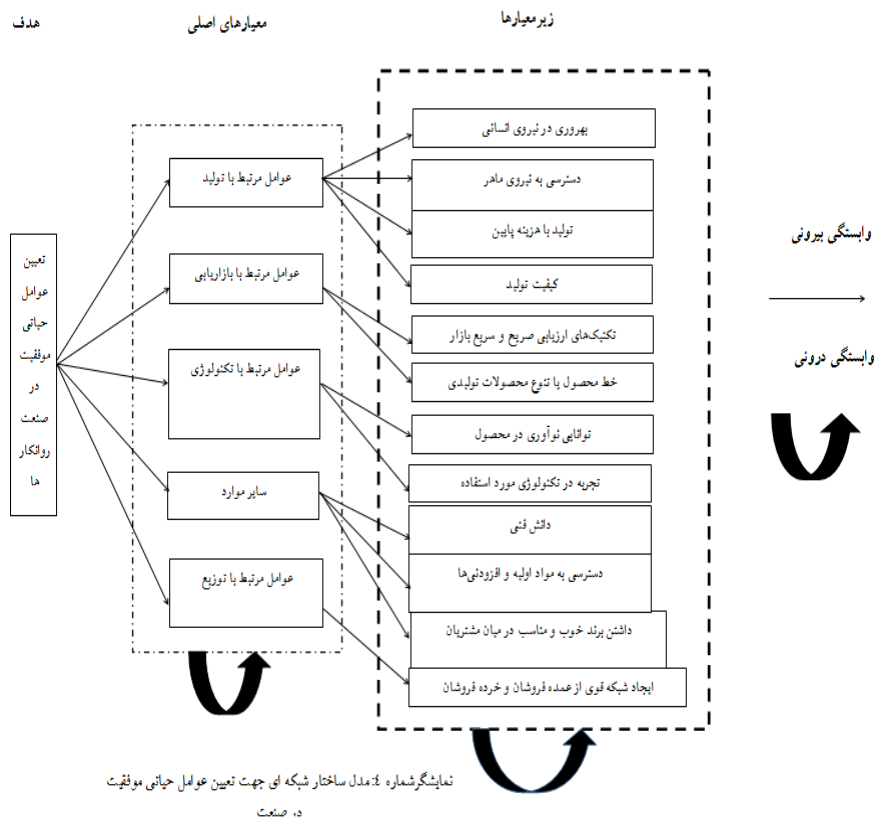 هدف
معیارهای اصلی
زیرمعیارها
تعیین
عوامل
حیاتی
موفقیت
در
صنعت
روانکار
ها
عوامل مرتبط با تولید
عوامل مرتبط با بازاریابی
عوامل مرتبط با تکنولوژی
سایر موارد
عوامل مرتبط با توزیع
بهروری در نیروی انسانی
دسترسی به نیروی ماهر
تولید با هزینه پایین
کیفیت تولید
تکنیک‌های ارزیابی صریح و سریع بازار
خط محصول با تنوع محصولات تولیدی
توانایی نوآوری در محصول
تجربه در تکنولوژی مورد استفاده
دانش فنی
دسترسی به مواد اولیه و افزودنی‌ها
داشتن برند خوب و مناسب در میان مشتریان
ایجاد شبکه قوی از عمده فروشان و خرده فروشان
وابستگی بیرونی
وابستگی درونی
نمایشگرشماره ٤: مدل ساختار شبکه ای جهت تعیین عوامل حیاتی موفقیت
در صنعت